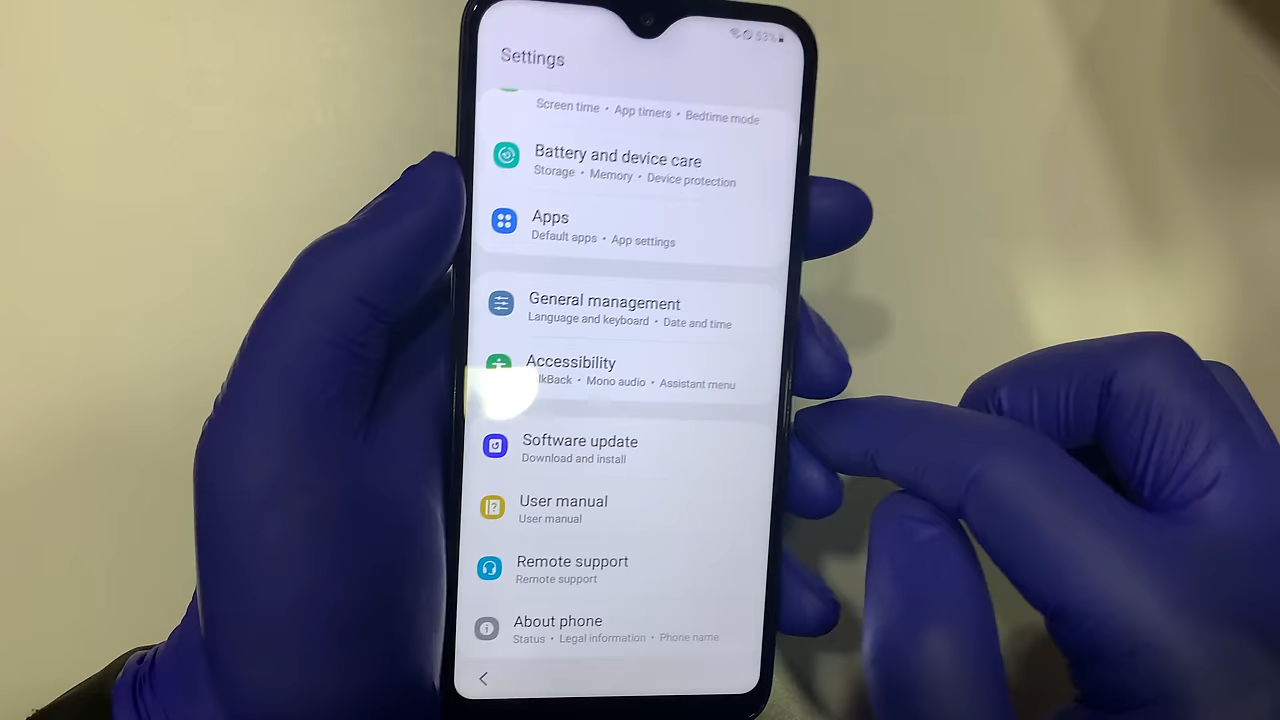 53%
Settings
Screen time • App timers • Bedtime mode
Battery and device care
Storage • Memory • Device protection
Apps
Default apps • App settings
General management
Language and keyboard • Date and time
Accessibility
lkBack • Mono audio • Assistant menu
Software update
Download and install
User manual
User manual
Remote support
Remote support
About phone
Status • Legal information • Phone name